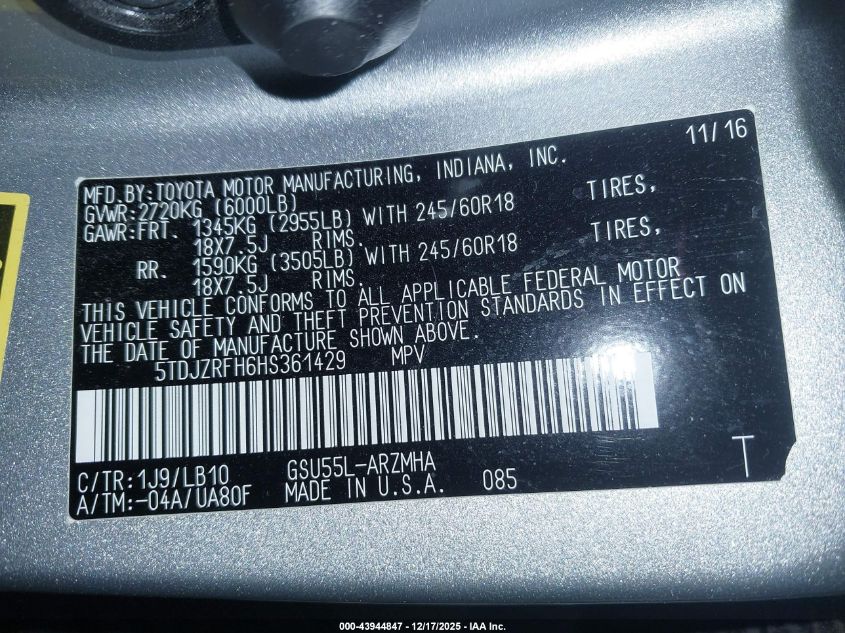 11/16
MFD.BY:TOYOTA MOTOR MANUFACTURING, INDIANA, INC.
GVWR:2720KG (6000LB)
GAWR:FRT. 1345KG (2955LB) WITH 245/60R18 TIRES,
18X7.5J RIMS.
RR. 1590KG (3505LB) WITH 245/60R18 TIRES,
18X7.5J RIMS.
THIS VEHICLE CONFORMS TO ALL APPLICABLE FEDERAL MOTOR
VEHICLE SAFETY AND THEFT PREVENTION STANDARDS IN EFFECT ON
THE DATE OF MANUFACTURE SHOWN ABOVE.
5TDJZRFH6HS361429 MPV
C/TR:1J9/LB10 GSU55L-ARZMHA T
A/TM:-04A/UA80F MADE IN U.S.A. 085
000-43944847 - 12/17/2025 - IAA Inc.